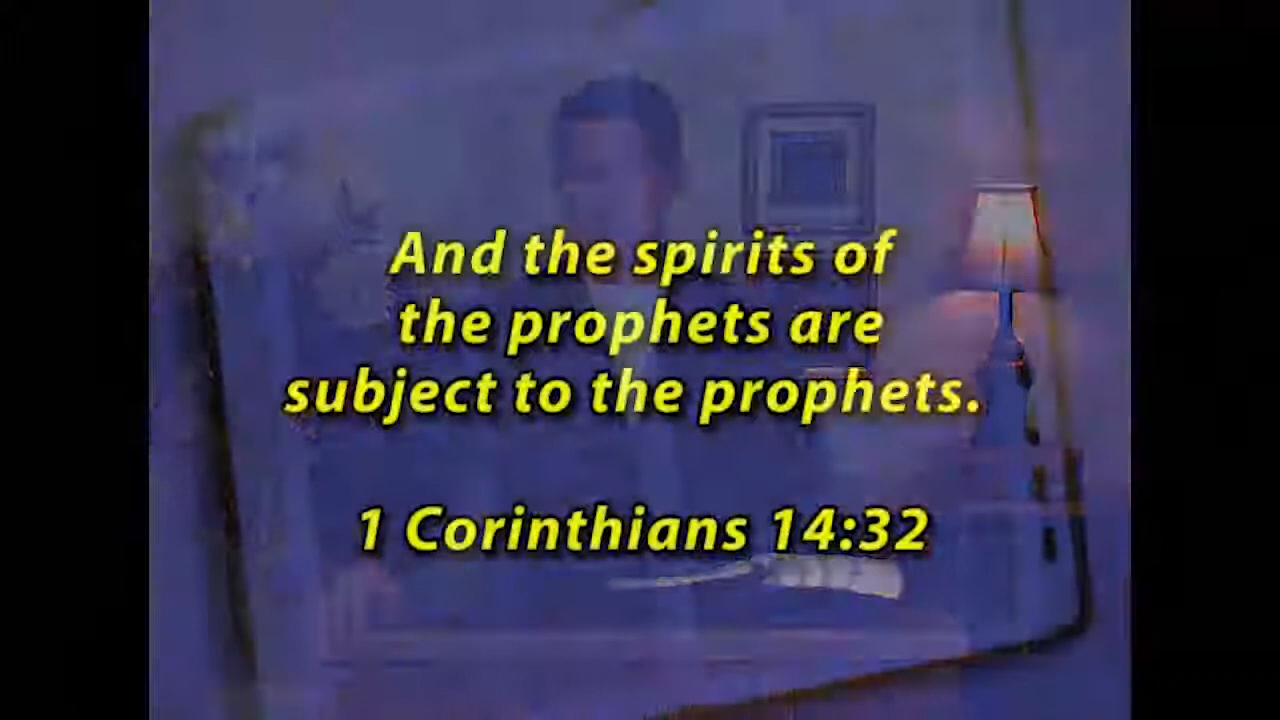 And the spirits of
the prophets are
subject to the prophets.
1 Corinthians 14:32